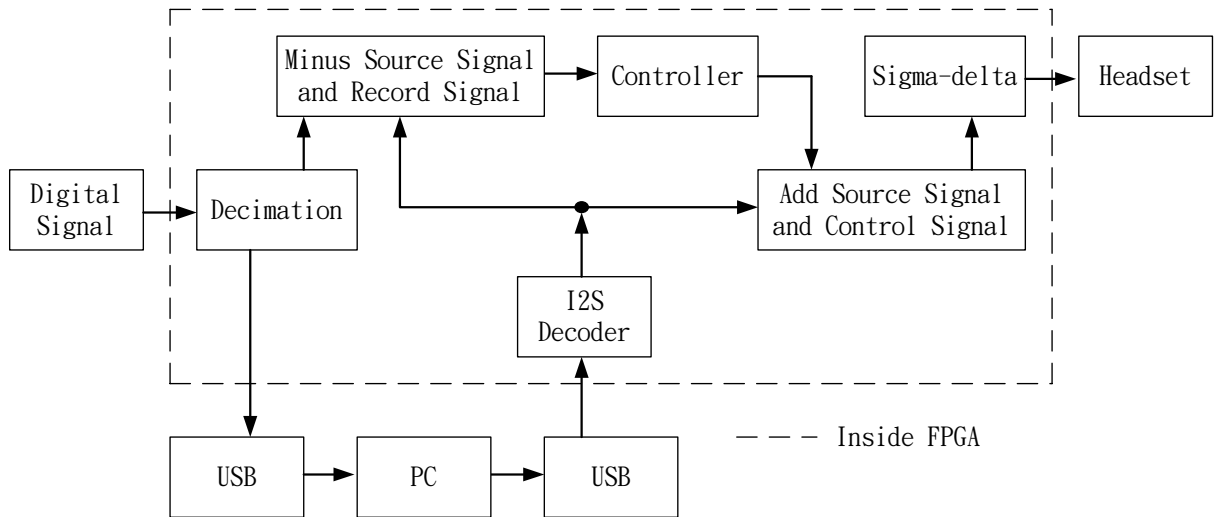 Minus Source Signal
and Record Signal
Controller
Sigma-delta
Headset
Digital
Signal
Decimation
Add Source Signal
and Control Signal
I2S
Decoder
Inside FPGA
USB
PC
USB